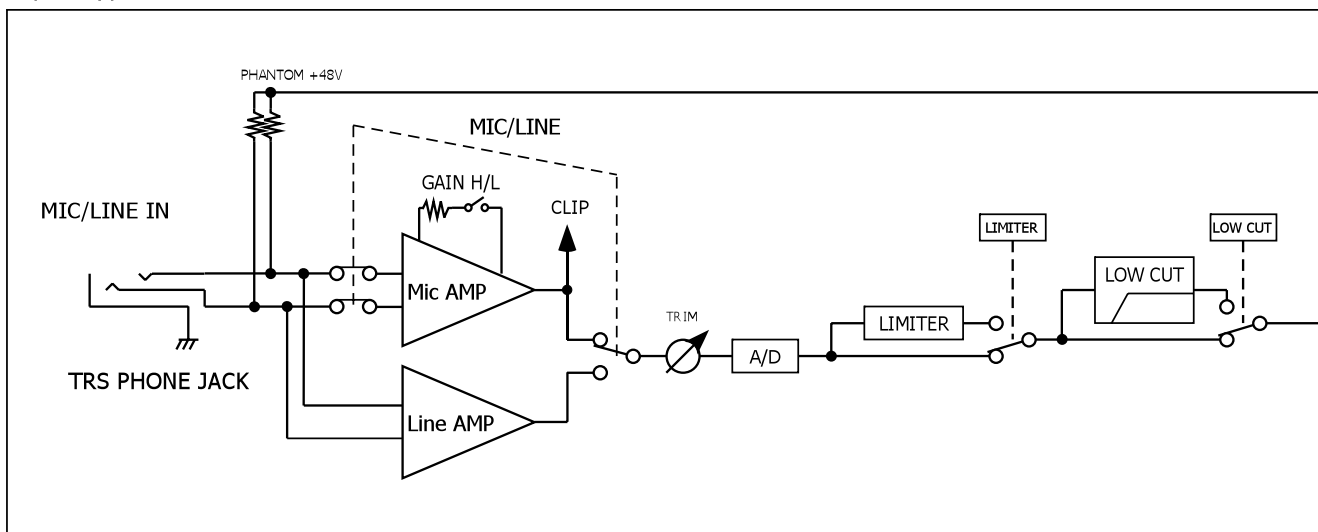 PHANTOM +48V
MIC/LINE
GAIN H/L
MIC/LINE IN
CLIP
LIMITER
LOW CUT
LOW CUT
Mic AMP
TRIM
LIMITER
A/D
TRS PHONE JACK
Line AMP